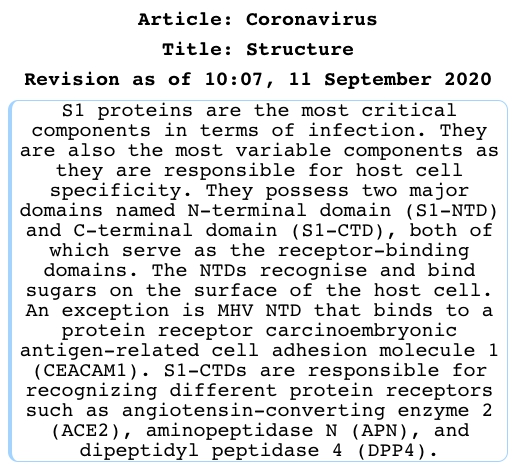 Article: Coronavirus
Title: Structure
Revision as of 10:07, 11 September 2020
S1 proteins are the most critical
components in terms of infection. They
are also the most variable components as
they are responsible for host cell
specificity. They possess two major
domains named N-terminal domain (S1-NTD)
and C-terminal domain (S1-CTD), both of
which serve as the receptor-binding
domains. The NTDs recognise and bind
sugars on the surface of the host cell.
An exception is MHV NTD that binds to a
protein receptor carcinoembryonic
antigen-related cell adhesion molecule 1
(CEACAM1). S1-CTDs are responsible for
recognizing different protein receptors
such as angiotensin-converting enzyme 2
(ACE2), aminopeptidase N (APN), and
dipeptidyl peptidase 4 (DPP4).